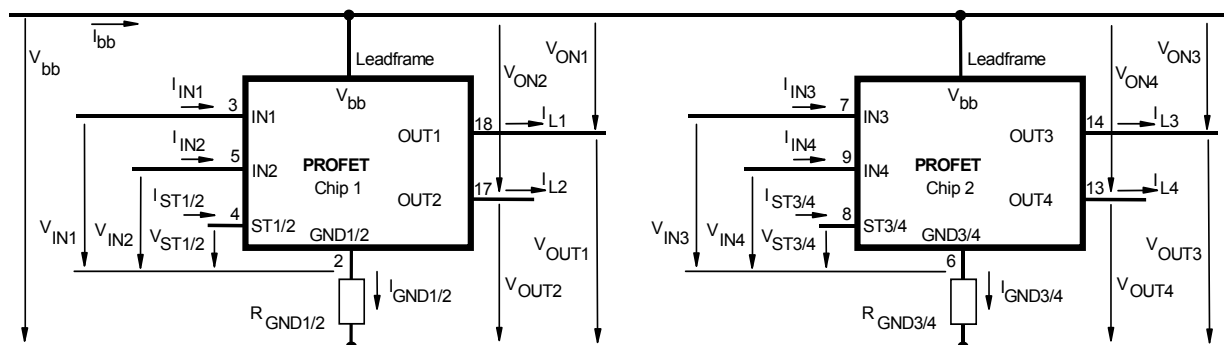 I bb
V bb
Leadframe
V ON2
V ON1
I IN1
3
IN1
V bb
I IN2
5
IN2
PROFET
Chip 1
OUT1
18
I L1
OUT2
17
I L2
I ST1/2
4
ST1/2
GND1/2
V IN1
V IN2
V ST1/2
2
I GND1/2
R GND1/2
V OUT2
V OUT1
Leadframe
V ON4
V ON3
I IN3
7
IN3
V bb
I IN4
9
IN4
PROFET
Chip 2
OUT3
14
I L3
OUT4
13
I L4
I ST3/4
8
ST3/4
GND3/4
V IN3
V IN4
V ST3/4
6
I GND3/4
R GND3/4
V OUT4
V OUT3